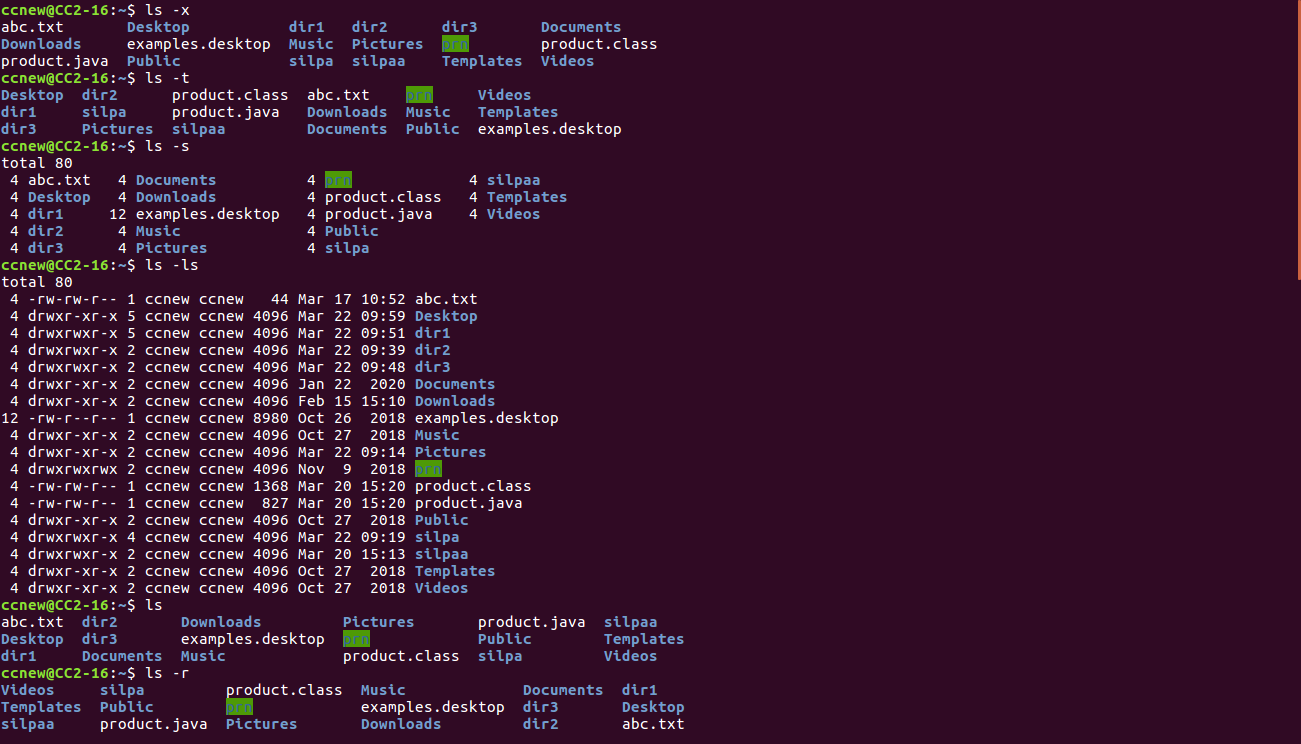 ccnew@CC2-16:~$ ls -x
abc.txt       Desktop           dir1   dir2      dir3      Documents
Downloads     examples.desktop  Music  Pictures  prn       product.class
product.java  Public            silpa  silpaa    Templates  Videos
ccnew@CC2-16:~$ ls -t
Desktop  dir2      product.class  abc.txt    prn     Videos
dir1     silpa     product.java   Downloads  Music   Templates
dir3     Pictures  silpaa         Documents  Public  examples.desktop
ccnew@CC2-16:~$ ls -s
total 80
 4 abc.txt   4 Documents          4 prn            4 silpaa
 4 Desktop   4 Downloads          4 product.class  4 Templates
 4 dir1     12 examples.desktop   4 product.java   4 Videos
 4 dir2      4 Music              4 Public
 4 dir3      4 Pictures           4 silpa
ccnew@CC2-16:~$ ls -ls
total 80
 4 -rw-rw-r-- 1 ccnew ccnew   44 Mar 17 10:52 abc.txt
 4 drwxr-xr-x 5 ccnew ccnew 4096 Mar 22 09:59 Desktop
 4 drwxrwxr-x 5 ccnew ccnew 4096 Mar 22 09:51 dir1
 4 drwxrwxr-x 2 ccnew ccnew 4096 Mar 22 09:39 dir2
 4 drwxrwxr-x 2 ccnew ccnew 4096 Mar 22 09:48 dir3
 4 drwxr-xr-x 2 ccnew ccnew 4096 Jan 22  2020 Documents
 4 drwxr-xr-x 2 ccnew ccnew 4096 Feb 15 15:10 Downloads
12 -rw-r--r-- 1 ccnew ccnew 8980 Oct 26  2018 examples.desktop
 4 drwxr-xr-x 2 ccnew ccnew 4096 Oct 27  2018 Music
 4 drwxr-xr-x 2 ccnew ccnew 4096 Mar 22 09:14 Pictures
 4 drwxrwxrwx 2 ccnew ccnew 4096 Nov  9  2018 prn
 4 -rw-rw-r-- 1 ccnew ccnew 1368 Mar 20 15:20 product.class
 4 -rw-rw-r-- 1 ccnew ccnew  827 Mar 20 15:20 product.java
 4 drwxr-xr-x 2 ccnew ccnew 4096 Oct 27  2018 Public
 4 drwxrwxr-x 4 ccnew ccnew 4096 Mar 22 09:19 silpa
 4 drwxrwxr-x 2 ccnew ccnew 4096 Mar 20 15:13 silpaa
 4 drwxr-xr-x 2 ccnew ccnew 4096 Oct 27  2018 Templates
 4 drwxr-xr-x 2 ccnew ccnew 4096 Oct 27  2018 Videos
ccnew@CC2-16:~$ ls
abc.txt  dir2       Downloads         Pictures       product.java  silpaa
Desktop  dir3       examples.desktop  prn            Public        Templates
dir1     Documents  Music             product.class  silpa         Videos
ccnew@CC2-16:~$ ls -r
Videos     silpa         product.class  Music             Documents  dir1
Templates  Public        prn            examples.desktop  dir3       Desktop
silpaa     product.java  Pictures       Downloads         dir2       abc.txt